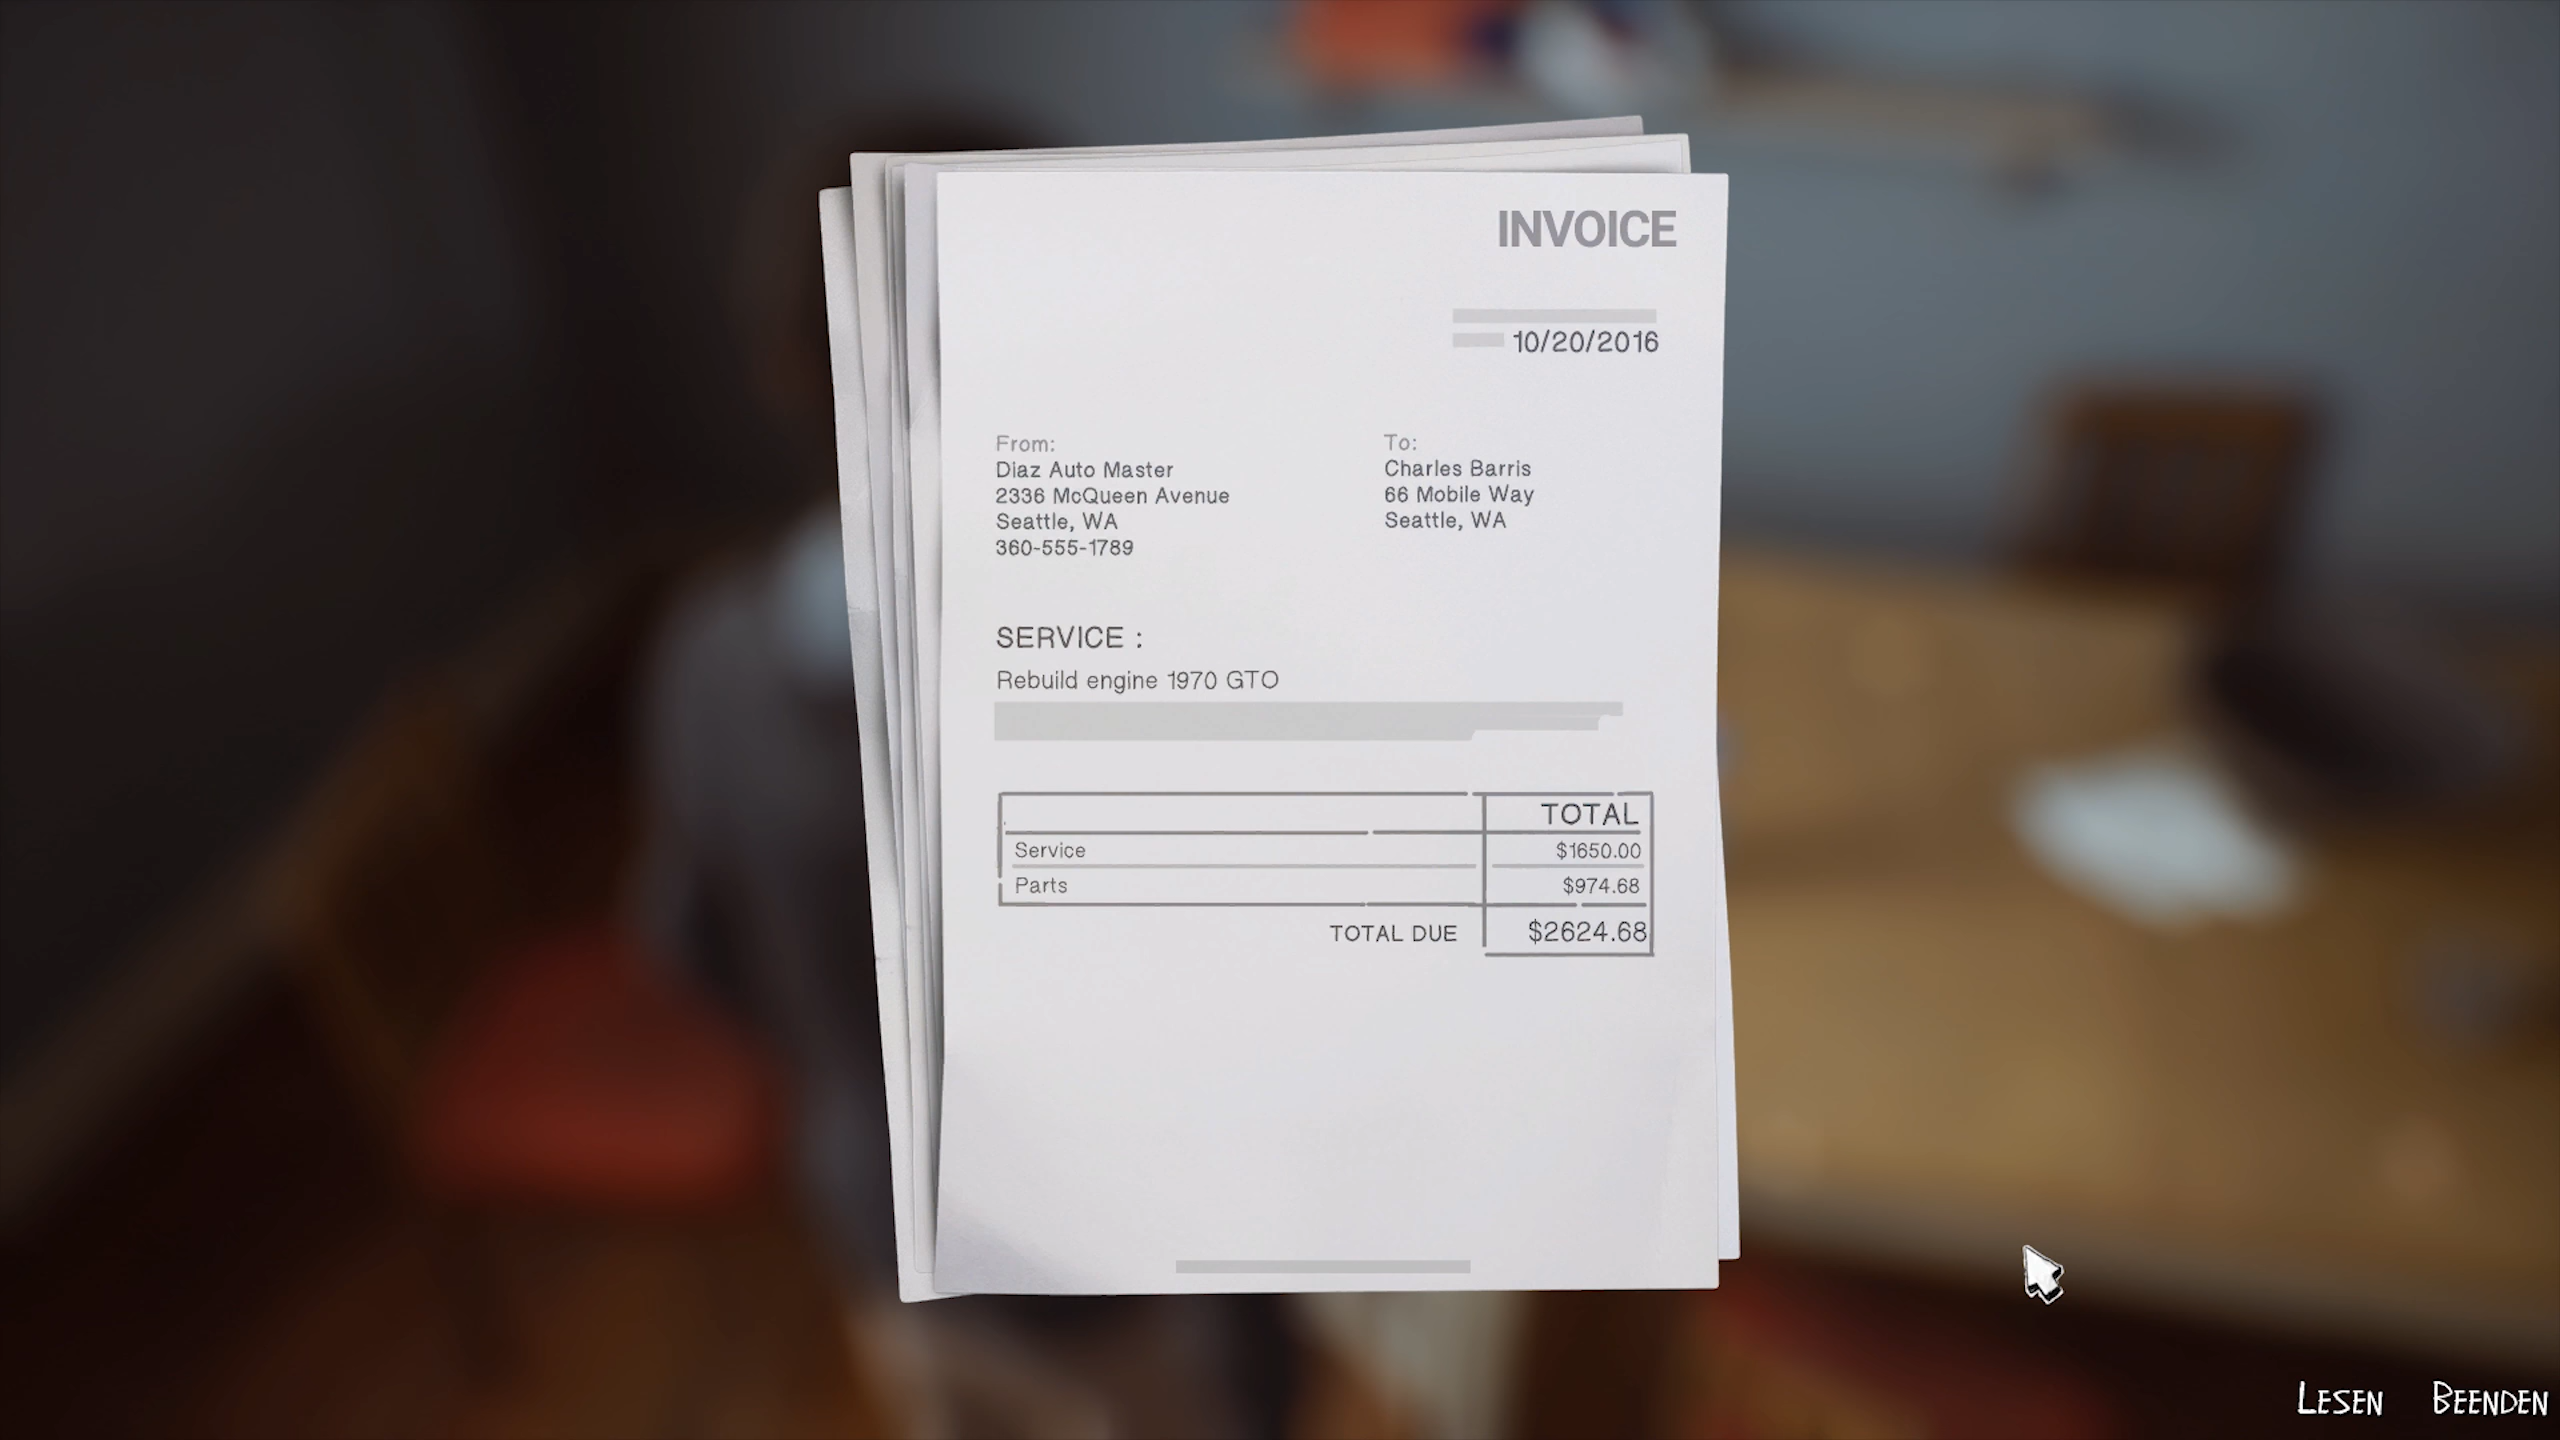 INVOICE
10/20/2016
From:
Diaz Auto Master
2336 McQueen Avenue
Seattle, WA
360-555-1789
To:
Charles Barris
66 Mobile Way
Seattle, WA
SERVICE :
Rebuild engine 1970 GTO
TOTAL
Service $1650.00
Parts $974.68
TOTAL DUE $2624.68
LESEN BEENDEN